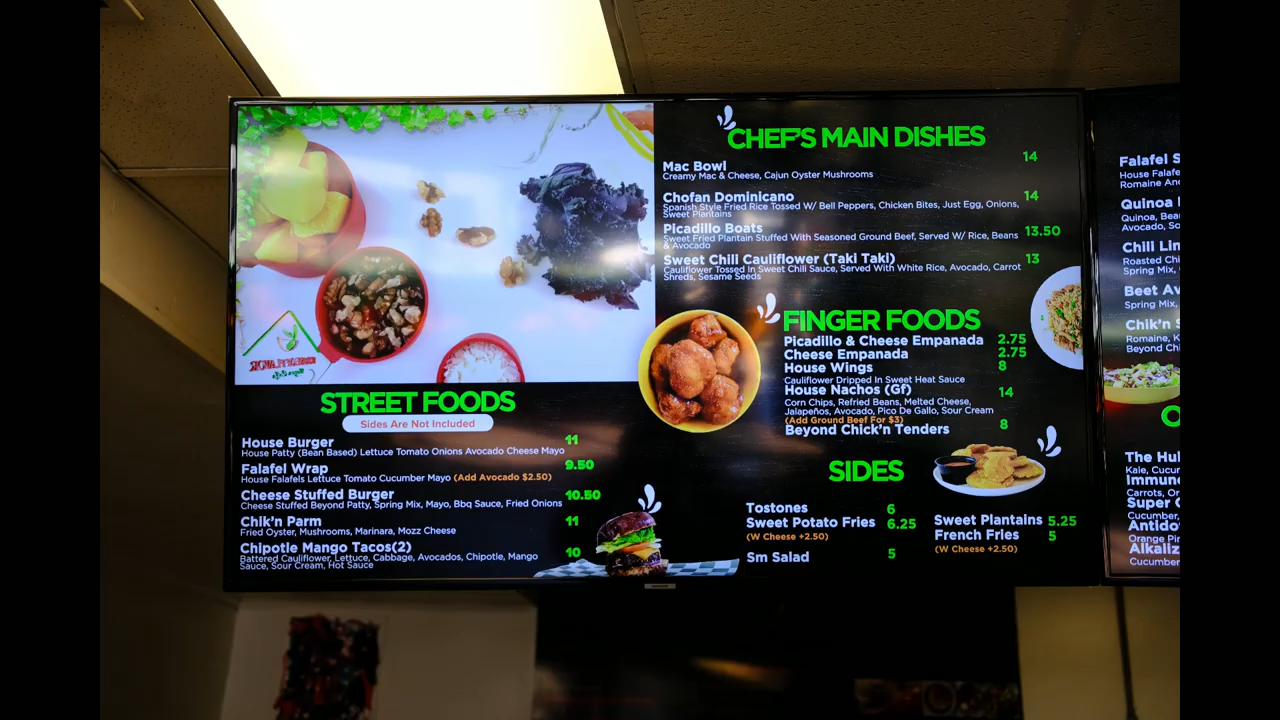 STREET FOODS
Sides Are Not Included
House Burger 11
House Patty (Bean Based) Lettuce Tomato Onions Avocado Cheese Mayo
Falafel Wrap 9.50
House Falafels Lettuce Tomato Cucumber Mayo (Add Avocado $2.50)
Cheese Stuffed Burger 10.50
Cheese Stuffed Beyond Patty, Spring Mix, Mayo, Bbq Sauce, Fried Onions
Chik'n Parm 11
Fried Oyster, Mushrooms, Marinara, Mozz Cheese
Chipotle Mango Tacos(2) 10
Battered Cauliflower, Lettuce, Cabbage, Avocados, Chipotle, Mango
Sauce, Sour Cream, Hot Sauce
CHEF'S MAIN DISHES
Mac Bowl 14
Creamy Mac & Cheese, Cajun Oyster Mushrooms
Chofan Dominicano 14
Spanish Style Fried Rice Tossed W/ Bell Peppers, Chicken Bites, Just Egg, Onions,
Sweet Plantains
Picadillo Boats 13.50
Sweet Fried Plantain Stuffed With Seasoned Ground Beef, Served W/ Rice, Beans
& Avocado
Sweet Chili Cauliflower (Taki Taki) 13
Cauliflower Tossed In Sweet Chili Sauce, Served With White Rice, Avocado, Carrot
Shreds, Sesame Seeds
FINGER FOODS
Picadillo & Cheese Empanada 2.75
Cheese Empanada 2.75
House Wings 8
Cauliflower Dripped In Sweet Heat Sauce
House Nachos (Gf) 14
Corn Chips, Refried Beans, Melted Cheese,
Jalapeños, Avocado, Pico De Gallo, Sour Cream
(Add Ground Beef For $3)
Beyond Chick'n Tenders 8
SIDES
Tostones 6
Sweet Potato Fries 6.25
(W Cheese +2.50)
Sm Salad 5
Sweet Plantains 5.25
French Fries 5
(W Cheese +2.50)
Falafel S
House Falafe
Romaine And
Quinoa
Quinoa, Bea
Avocado, So
Chili Lim
Roasted Chi
Spring Mix,
Beet Av
Spring Mix,
Chik'n S
Romaine, K
Beyond Chi
The Hul
Kale, Cucu
Immun
Carrots, Or
Super
Cucumber,
Antido
Orange Pin
Alkaliz
Cucumber